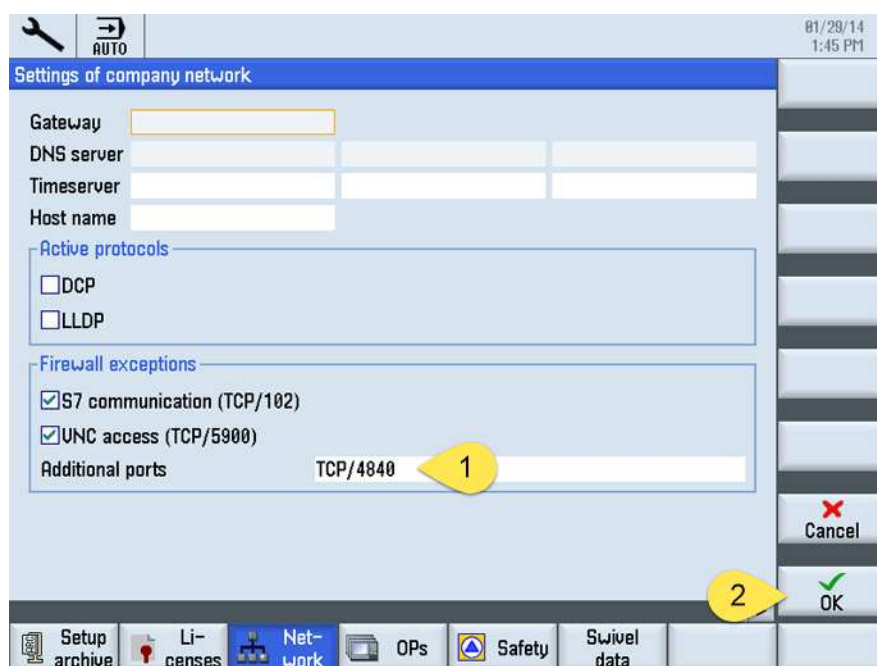 AUTO
01/29/14
1:45 PM
Settings of company network
Gateway
DNS server
Timeserver
Host name
Active protocols
DCP
LLDP
Firewall exceptions
S7 communication (TCP/102)
VNC access (TCP/5900)
Additional ports TCP/4840 1
Cancel
2 OK
Setup archive
Li-
censes
Net-
work
OPs
Safety
Swivel
data